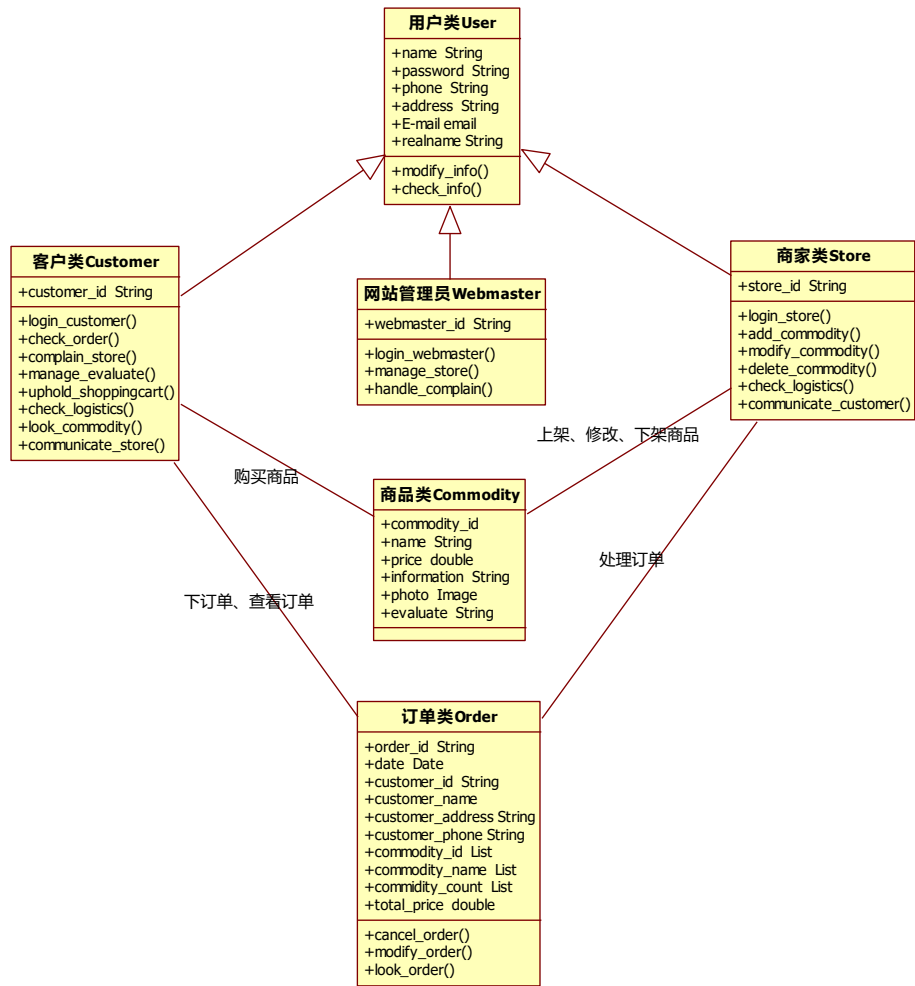 用户类User
+name String
+password String
+phone String
+address String
+E-mail email
+realname String
+modify_info()
+check_info()
客户类Customer
+customer_id String
+login_customer()
+check_order()
+complain_store()
+manage_evaluate()
+uphold_shoppingcart()
+check_logistics()
+look_commodity()
+communicate_store()
网站管理员Webmaster
+webmaster_id String
+login_webmaster()
+manage_store()
+handle_complain()
商家类Store
+store_id String
+login_store()
+add_commodity()
+modify_commodity()
+delete_commodity()
+check_logistics()
+communicate_customer()
购买商品
上架、修改、下架商品
商品类Commodity
+commodity_id
+name String
+price double
+information String
+photo Image
+evaluate String
下订单、查看订单
处理订单
订单类Order
+order_id String
+date Date
+customer_id String
+customer_name
+customer_address String
+customer_phone String
+commodity_id List
+commodity_name List
+commidity_count List
+total_price double
+cancel_order()
+modify_order()
+look_order()